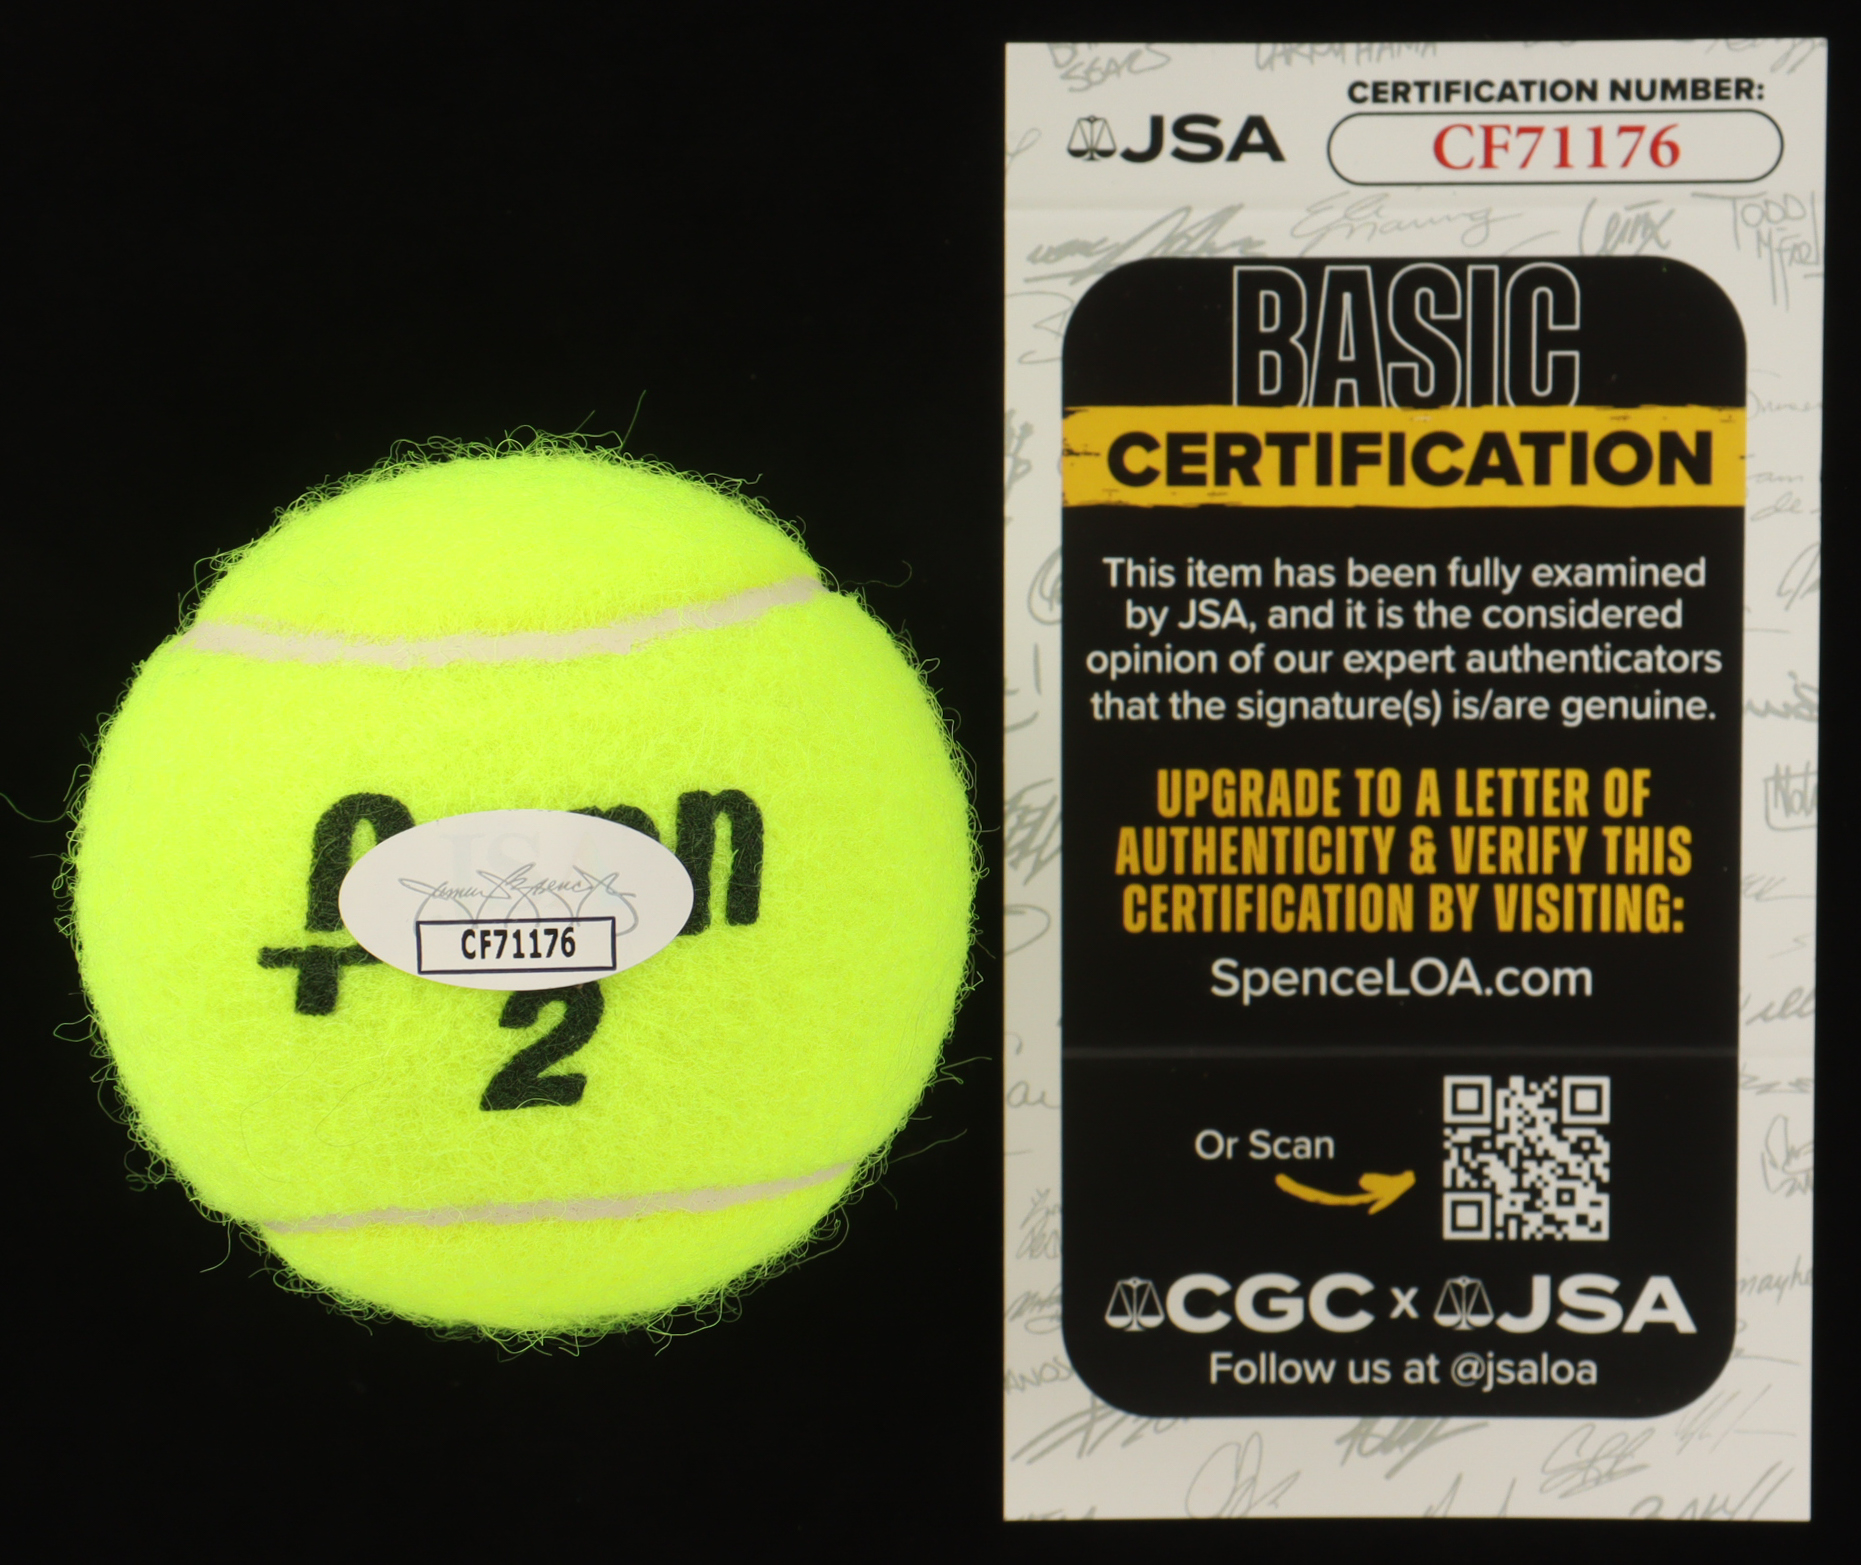 CF71176
2
JSA
CERTIFICATION NUMBER:
CF71176
BASIC
CERTIFICATION
This item has been fully examined
by JSA, and it is the considered
opinion of our expert authenticators
that the signature(s) is/are genuine.
UPGRADE TO A LETTER OF
AUTHENTICITY & VERIFY THIS
CERTIFICATION BY VISITING:
SpenceLOA.com
Or Scan
CGC x JSA
Follow us at @jsaloa